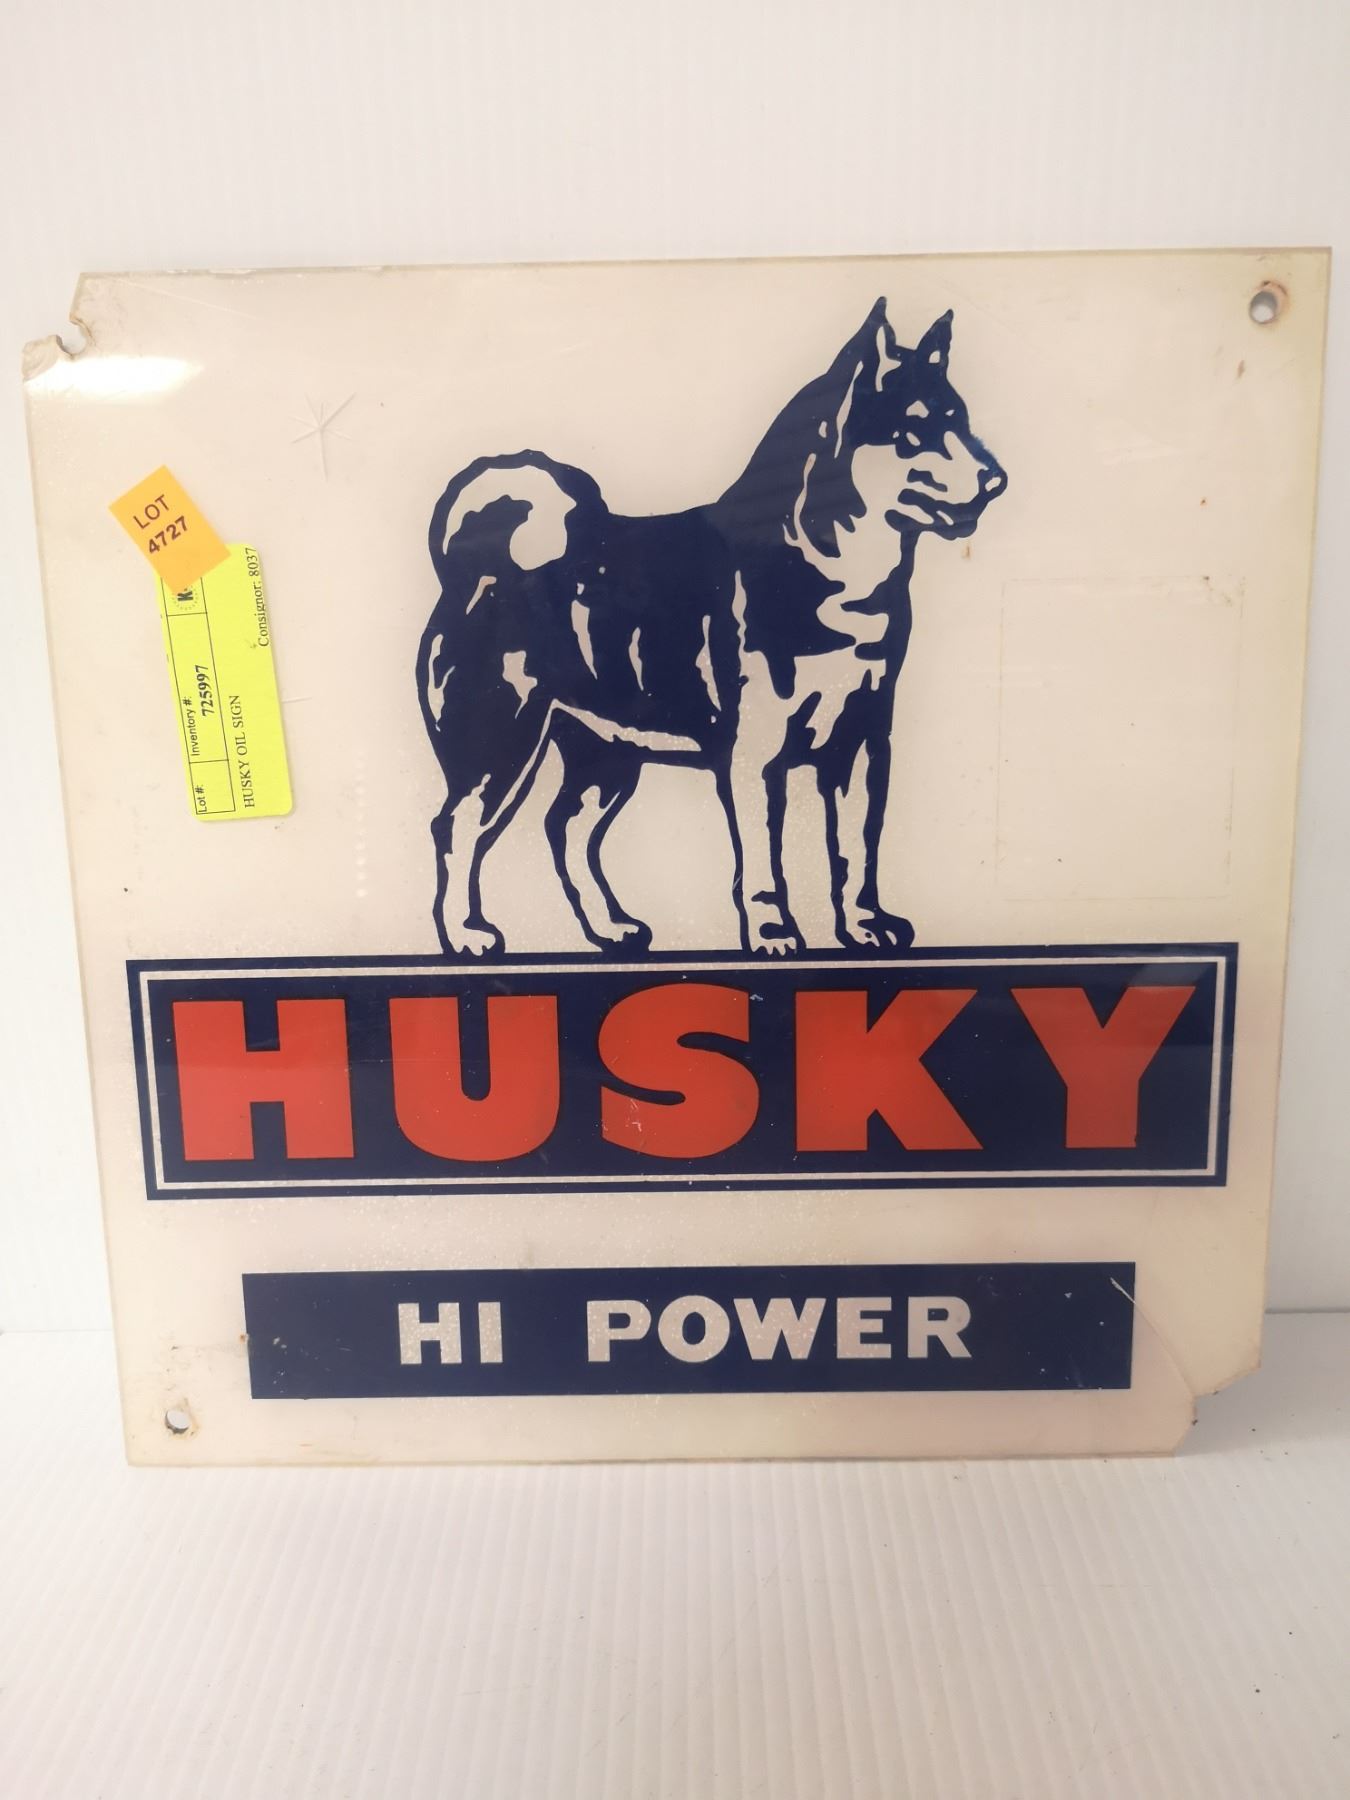 LOT
4727
K
Lot #:
Inventory #:
725997
HUSKY OIL SIGN
Consignor: 8037
HUSKY
HI POWER